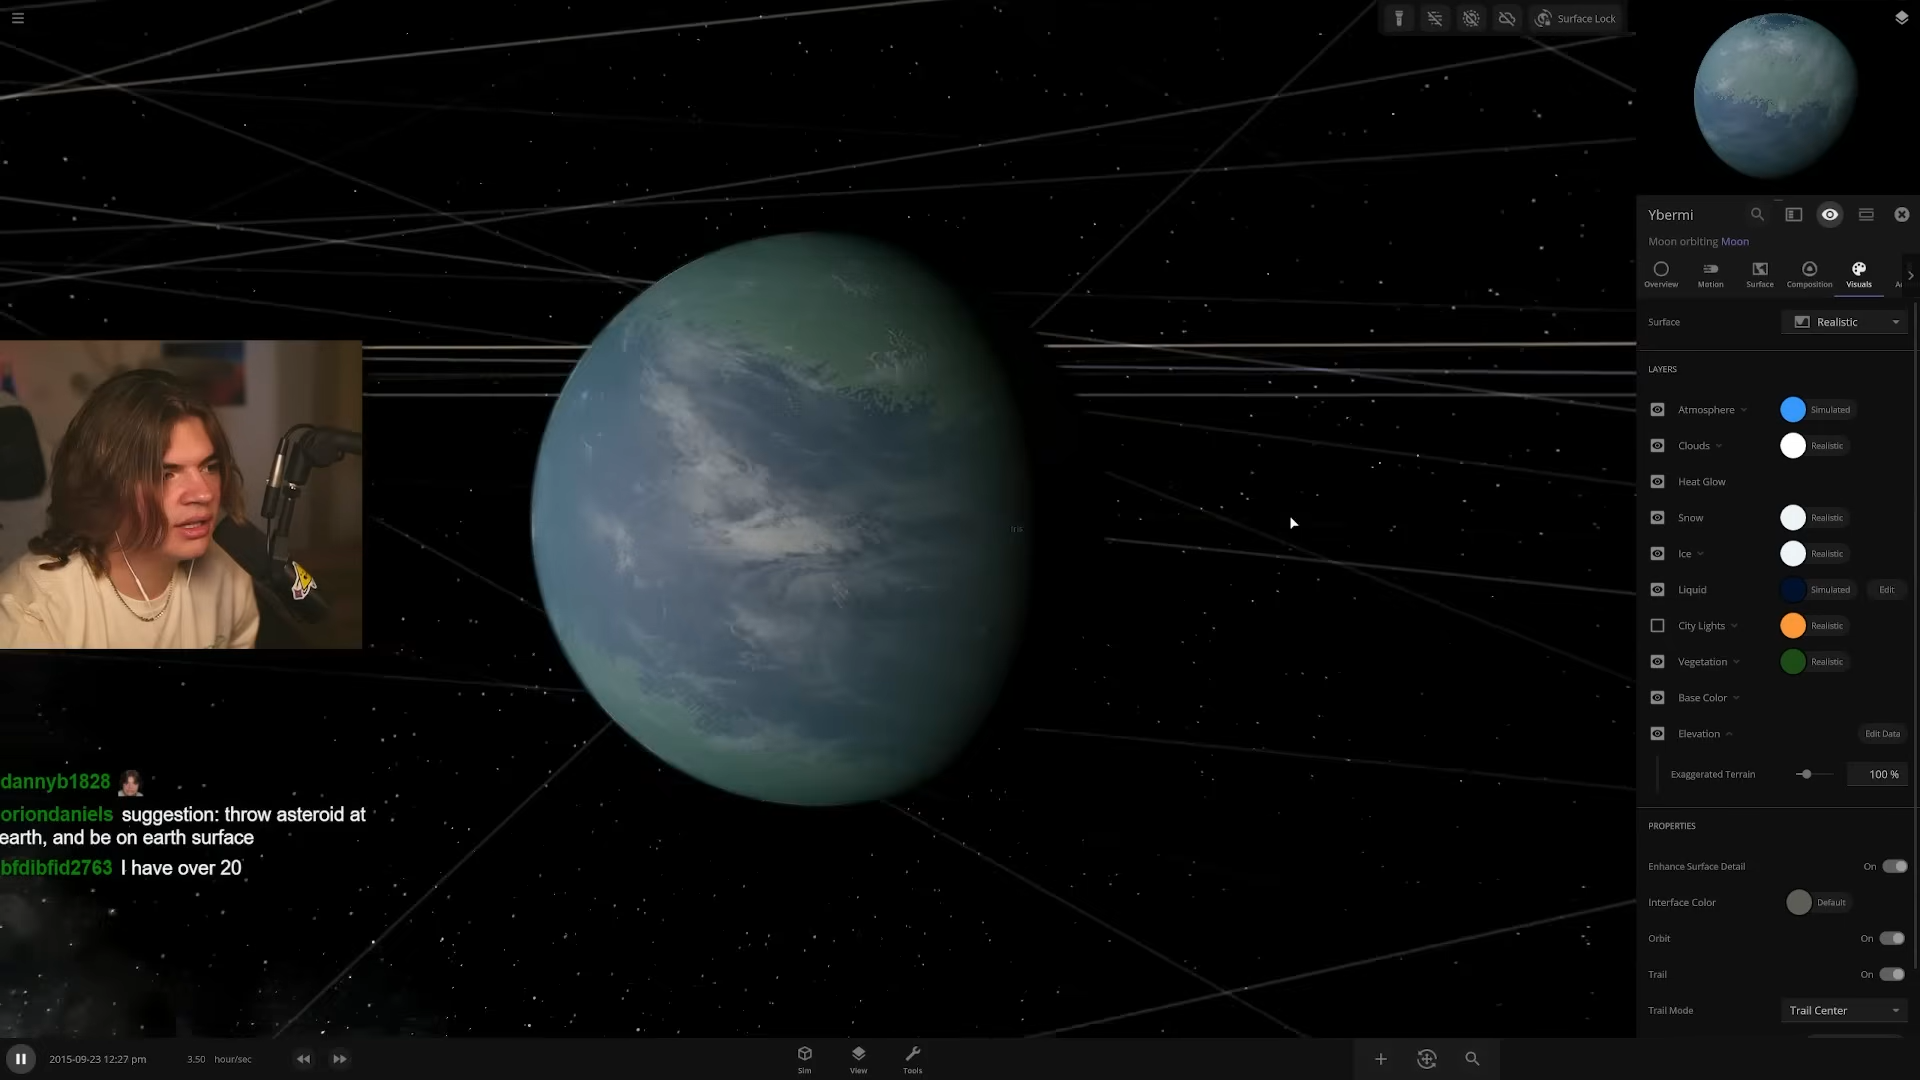 Surface Lock
Ybermi
Moon orbiting Moon
Overview
Motion
Surface
Composition
Visuals
Surface
Realistic
LAYERS
Atmosphere
Simulated
Clouds
Realistic
Heat Glow
Snow
Realistic
Ice
Realistic
Liquid
Simulated
Edit
City Lights
Realistic
Vegetation
Realistic
Base Color
Elevation
Edit Data
Exaggerated Terrain
100 %
PROPERTIES
Enhance Surface Detail
On
Interface Color
Default
Orbit
On
Trail
On
Trail Mode
Trail Center
dannyb1828
oriondaniels suggestion: throw asteroid at
earth, and be on earth surface
bfdibfid2763 I have over 20
2015-09-23 12:27 pm
3.50 hour/sec
Sim
View
Tools